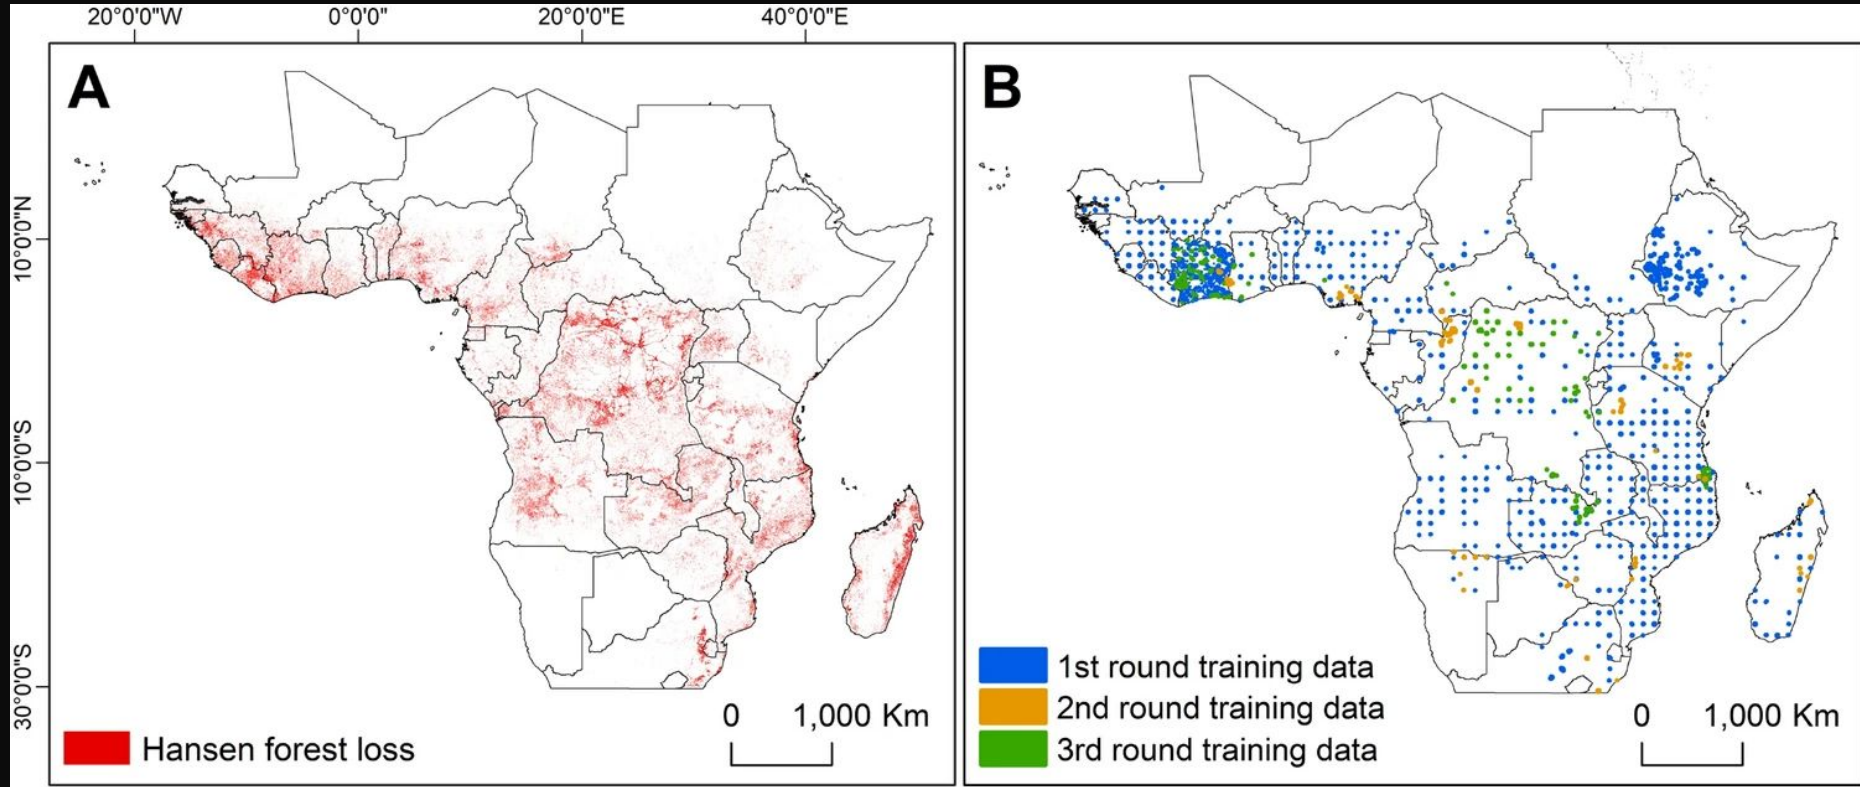 20°0'0"W 0°0'0" 20°0'0"E 40°0'0"E
A
B
10°0'0"N
10°0'0"S
30°0'0"S
Hansen forest loss
0 1,000 Km
1st round training data
2nd round training data
3rd round training data
0 1,000 Km